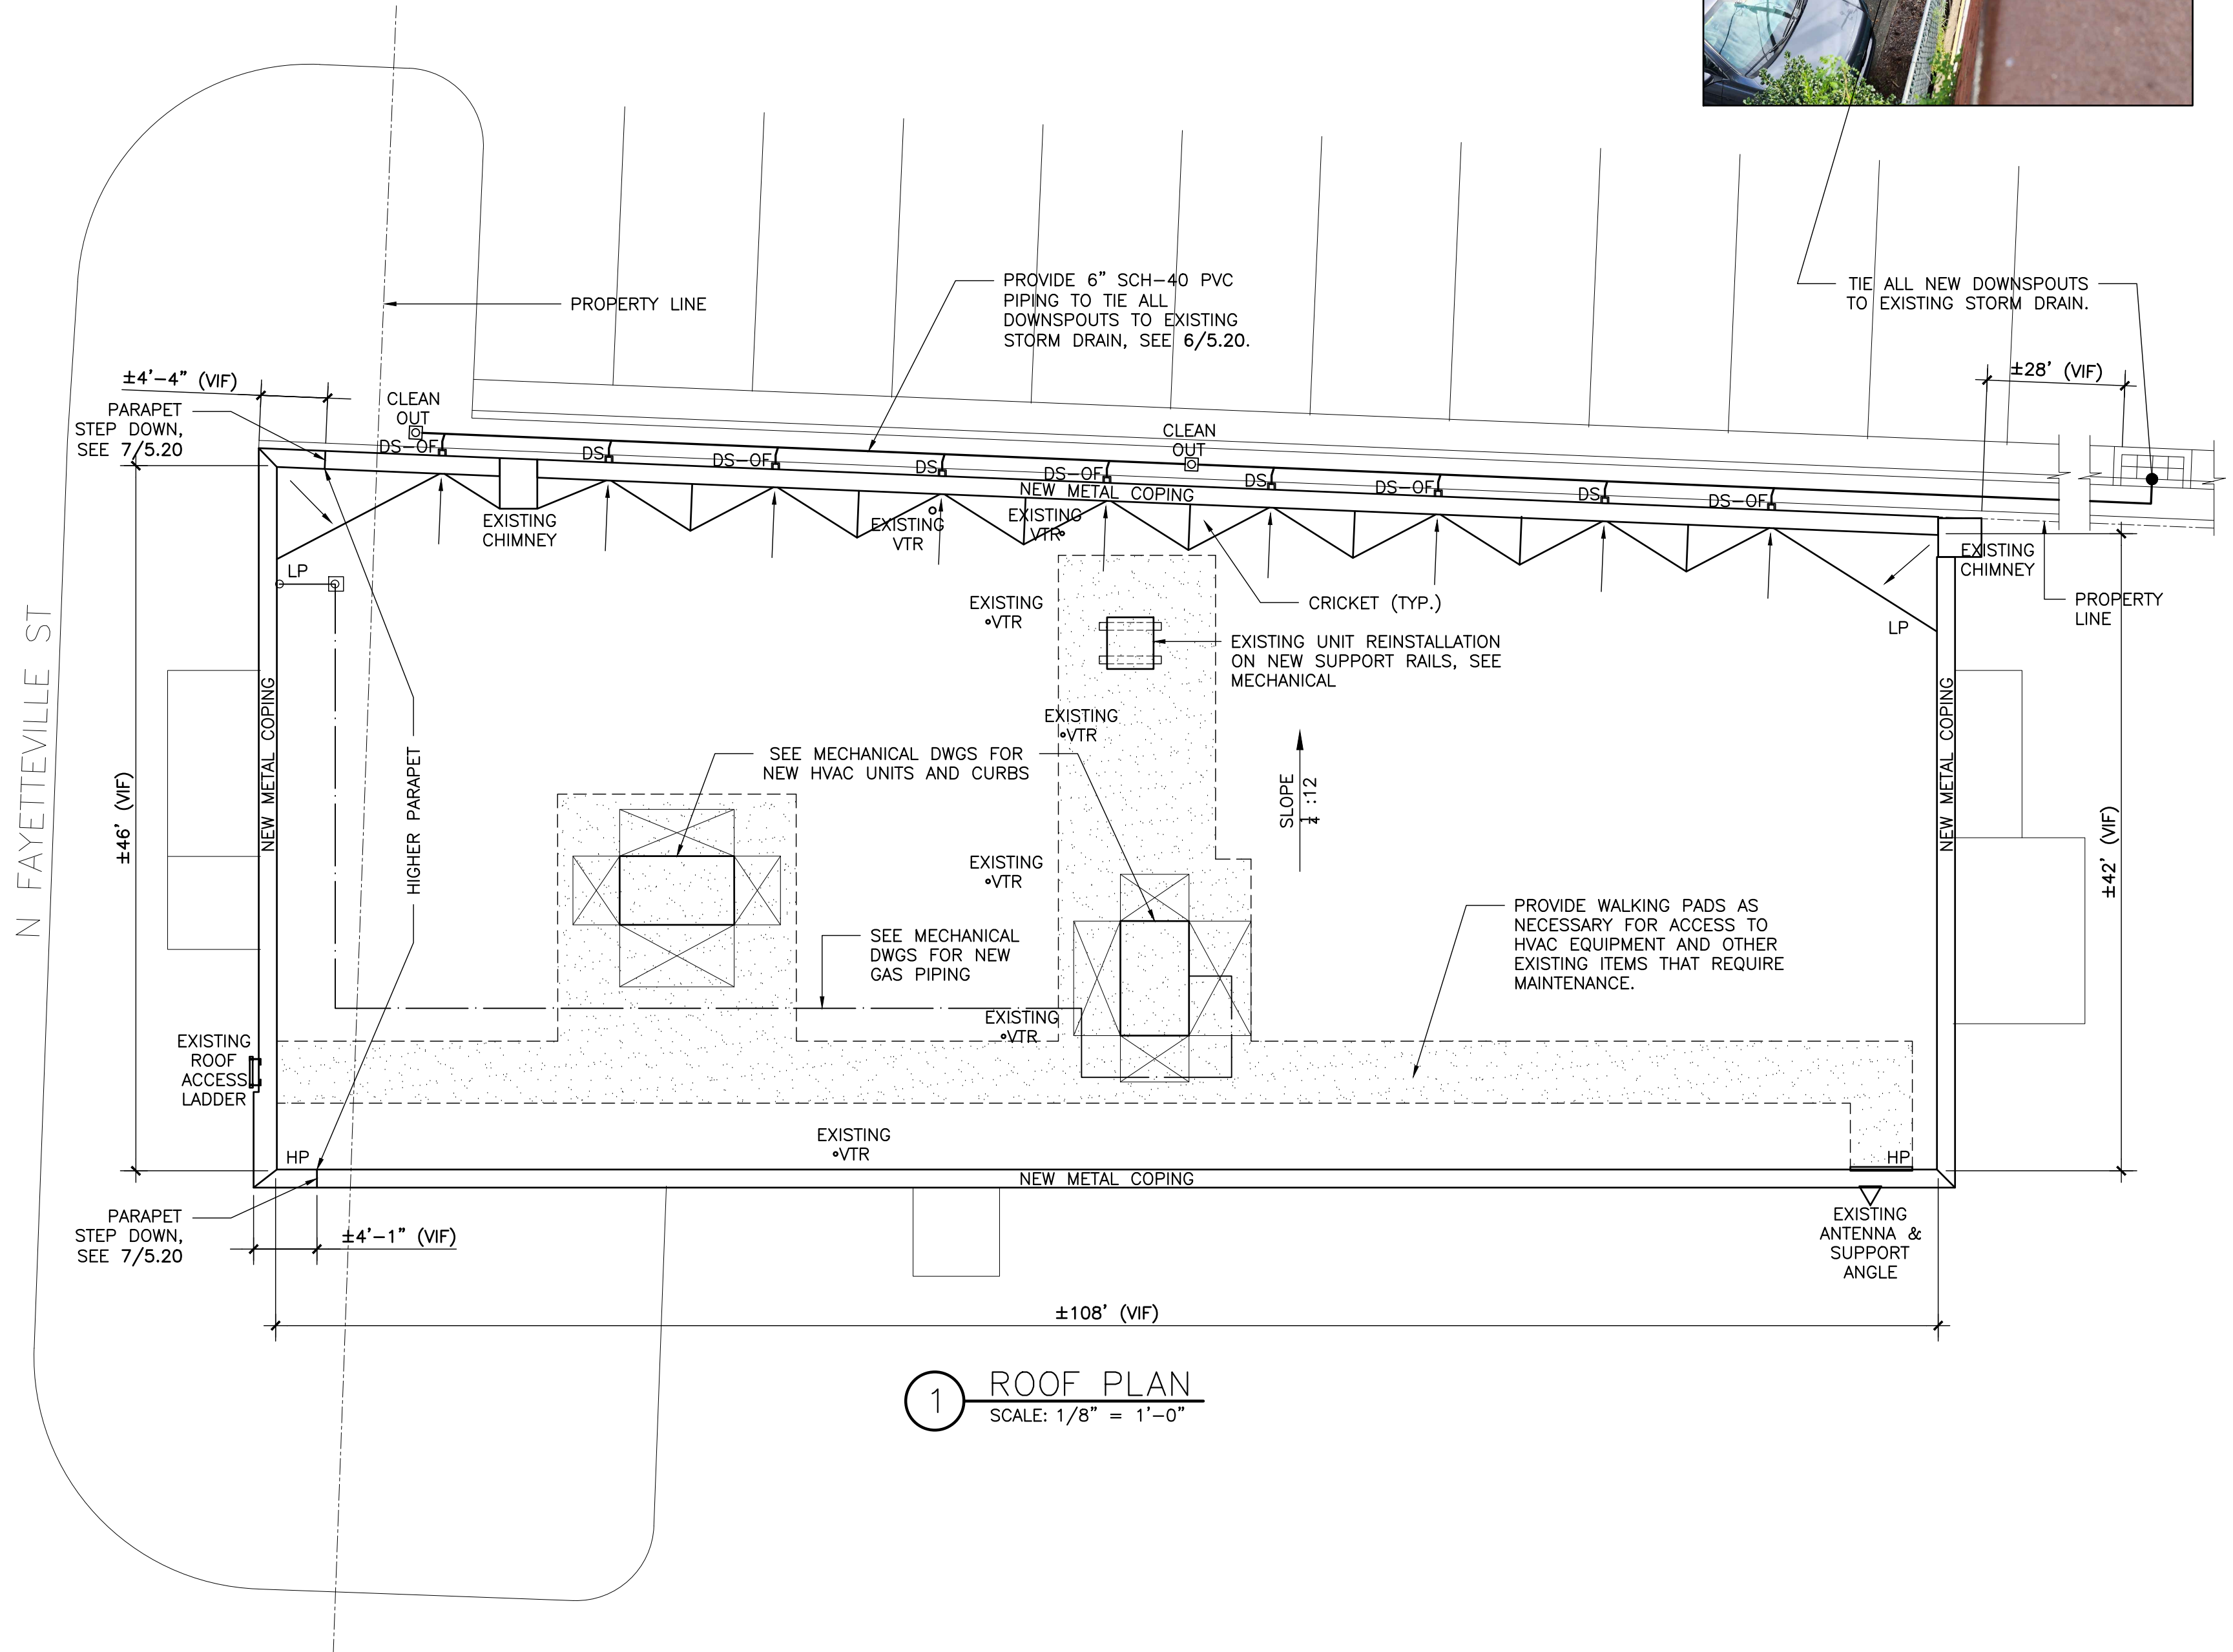 PROPERTY LINE
PROVIDE 6” SCH-40 PVC
PIPING TO TIE ALL
DOWNSPOUTS TO EXISTING
STORM DRAIN, SEE 6/5.20.
TIE ALL NEW DOWNSPOUTS
TO EXISTING STORM DRAIN.
±4'-4” (VIF)
±28' (VIF)
PARAPET
STEP DOWN,
SEE 7/5.20
CLEAN
OUT
CLEAN
OUT
DS-OF
DS
DS-OF
DS
DS-OF
DS
DS-OF
DS
DS-OF
NEW METAL COPING
EXISTING
CHIMNEY
EXISTING
VTR
EXISTING
VTR
EXISTING
CHIMNEY
LP
CRICKET (TYP.)
PROPERTY
LINE
EXISTING
VTR
LP
EXISTING UNIT REINSTALLATION
ON NEW SUPPORT RAILS, SEE
MECHANICAL
N FAYETTEVILLE ST
NEW METAL COPING
NEW METAL COPING
EXISTING
VTR
SEE MECHANICAL DWGS FOR
NEW HVAC UNITS AND CURBS
SLOPE
1/4 :12
±46' (VIF)
HIGHER PARAPET
±42' (VIF)
EXISTING
VTR
PROVIDE WALKING PADS AS
NECESSARY FOR ACCESS TO
HVAC EQUIPMENT AND OTHER
EXISTING ITEMS THAT REQUIRE
MAINTENANCE.
SEE MECHANICAL
DWGS FOR NEW
GAS PIPING
EXISTING
VTR
EXISTING
ROOF
ACCESS
LADDER
EXISTING
VTR
HP
HP
NEW METAL COPING
PARAPET
STEP DOWN,
SEE 7/5.20
±4'-1” (VIF)
EXISTING
ANTENNA &
SUPPORT
ANGLE
±108' (VIF)
1
ROOF PLAN
SCALE: 1/8” = 1'-0”